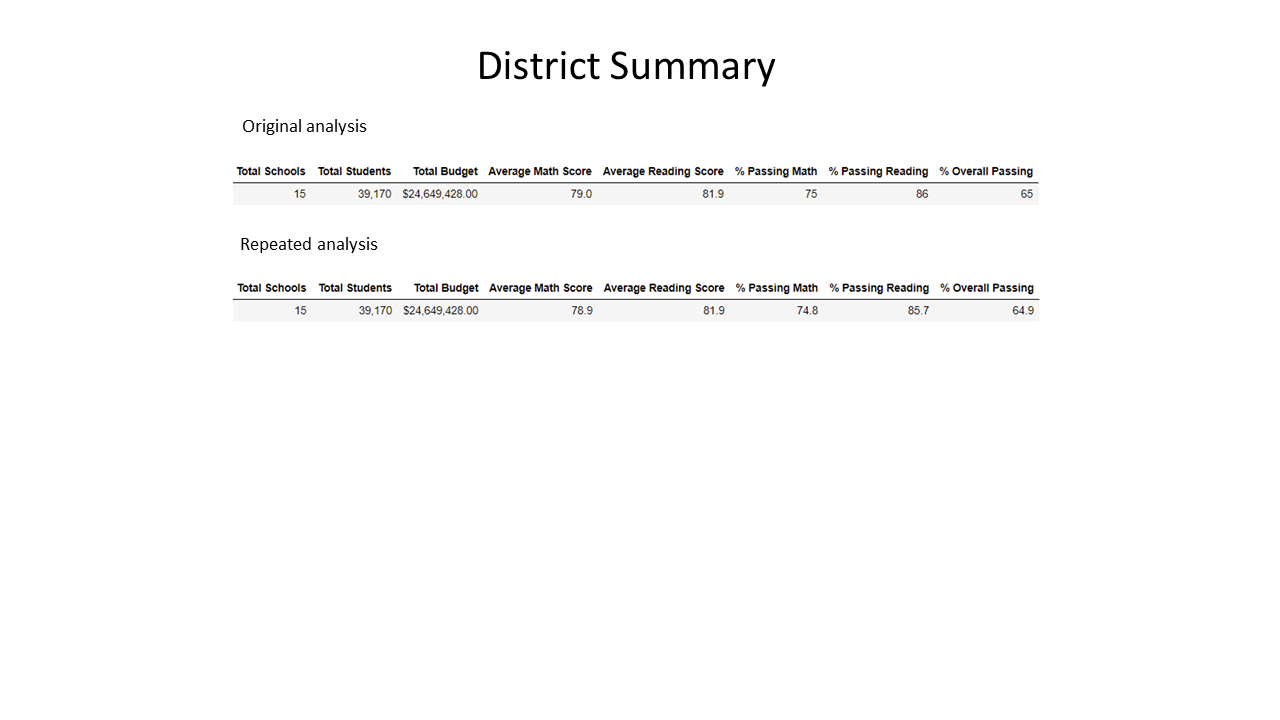 District Summary
Original analysis
Total Schools Total Students Total Budget Average Math Score Average Reading Score % Passing Math % Passing Reading % Overall Passing
15 39,170 $24,649,428.00 79.0 81.9 75 86 65
Repeated analysis
Total Schools Total Students Total Budget Average Math Score Average Reading Score % Passing Math % Passing Reading % Overall Passing
15 39,170 $24,649,428.00 78.9 81.9 74.8 85.7 64.9